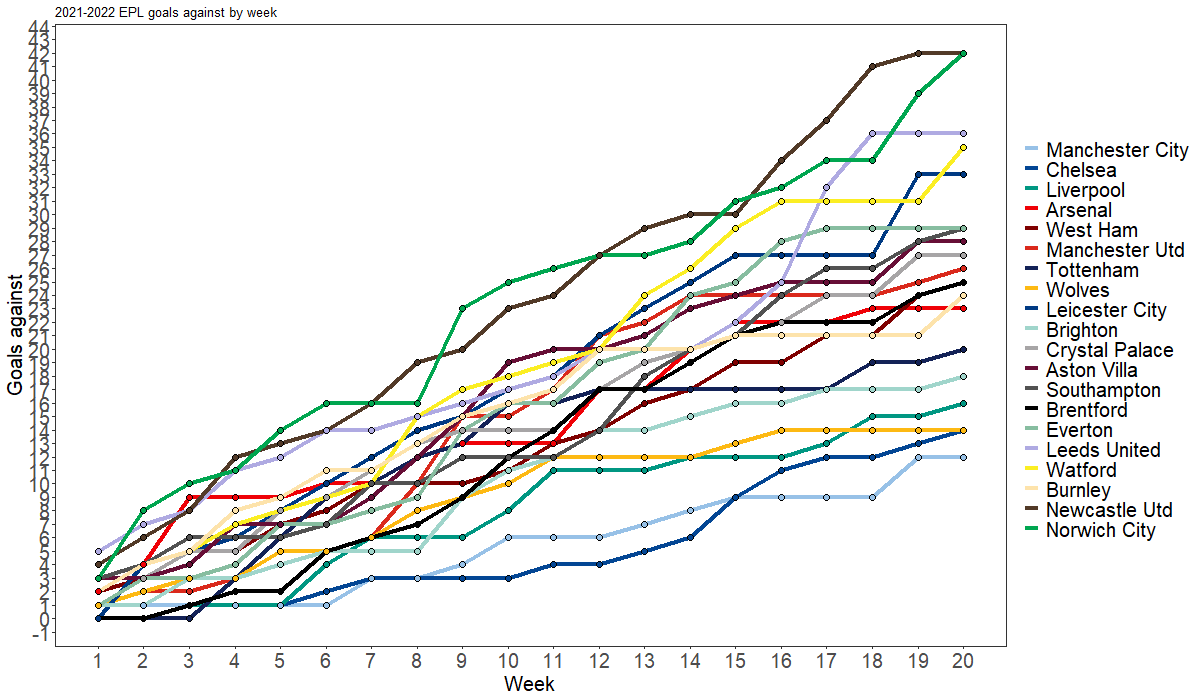 2021-2022 EPL goals against by week
44
43
42
41
40
39
38
37
36
35
34
33
32
31
30
29
28
27
26
25
24
23
22
21
20
19
18
17
16
15
14
13
12
11
10
9
8
7
6
5
4
3
2
1
0
-1
Goals against
1 2 3 4 5 6 7 8 9 10 11 12 13 14 15 16 17 18 19 20
Week
Manchester City
Chelsea
Liverpool
Arsenal
West Ham
Manchester Utd
Tottenham
Wolves
Leicester City
Brighton
Crystal Palace
Aston Villa
Southampton
Brentford
Everton
Leeds United
Watford
Burnley
Newcastle Utd
Norwich City